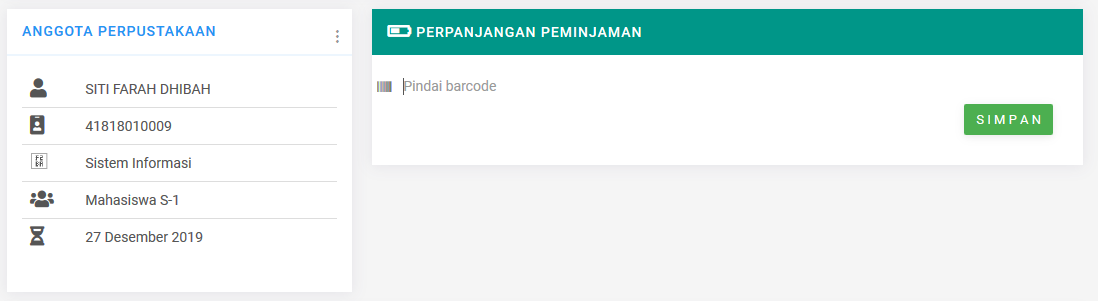 ANGGOTA PERPUSTAKAAN
SITI FARAH DHIBAH
41818010009
Sistem Informasi
Mahasiswa S-1
27 Desember 2019
PERPANJANGAN PEMINJAMAN
Pindai barcode
SIMPAN